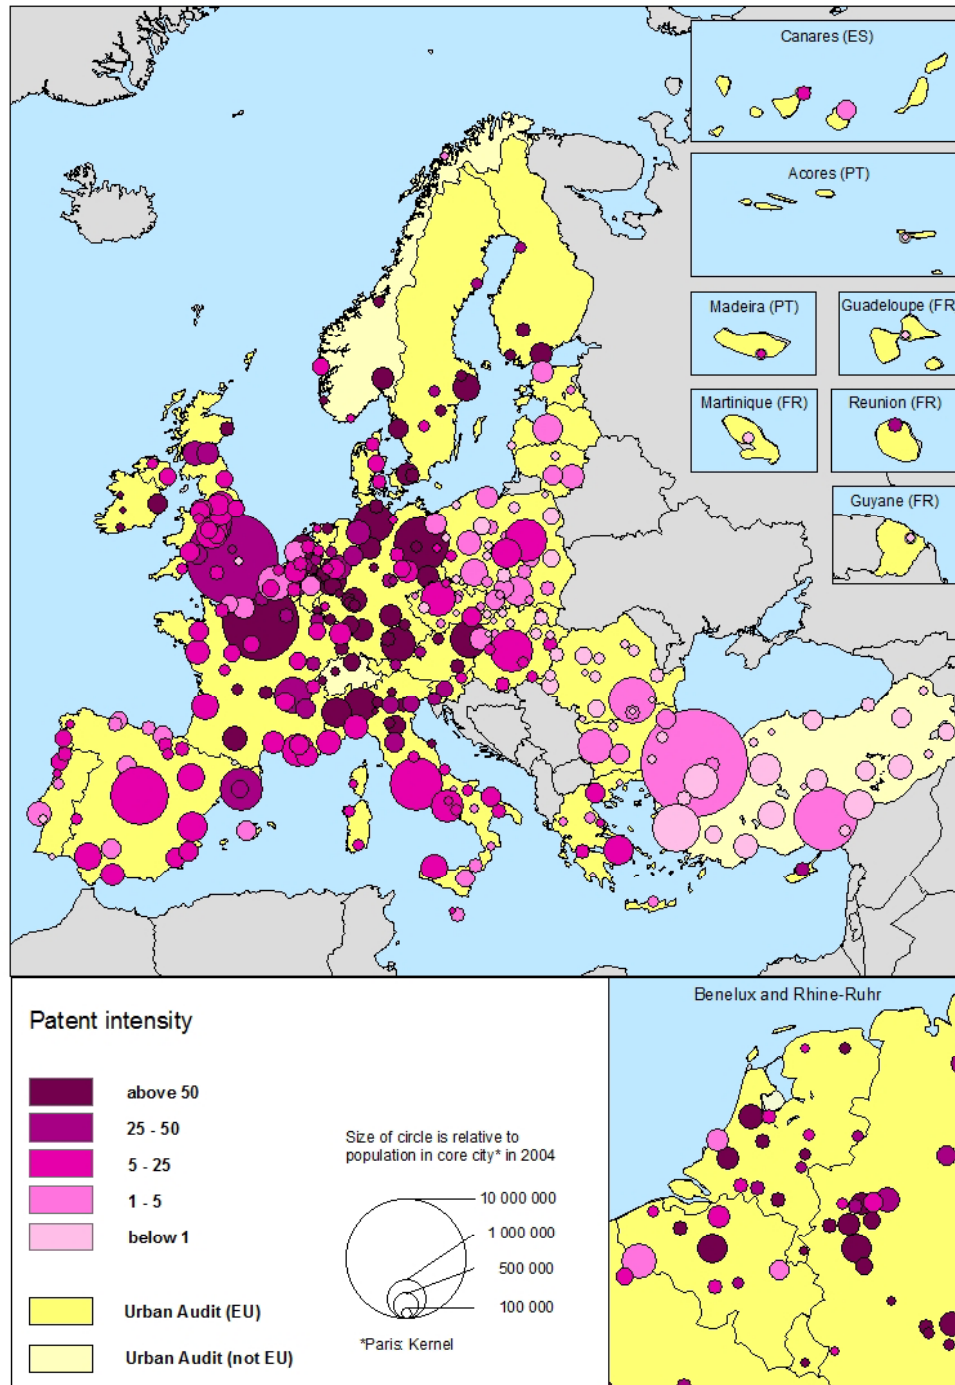 Canares (ES)
Acores (PT)
Madeira (PT)
Guadeloupe (FR
Martinique (FR)
Reunion (FR)
Guyane (FR)
Benelux and Rhine-Ruhr
Patent intensity
above 50
25 - 50
5 - 25
1 - 5
below 1
Urban Audit (EU)
Urban Audit (not EU)
Size of circle is relative to
population in core city* in 2004
10 000 000
1 000 000
500 000
100 000
*Paris: Kernel